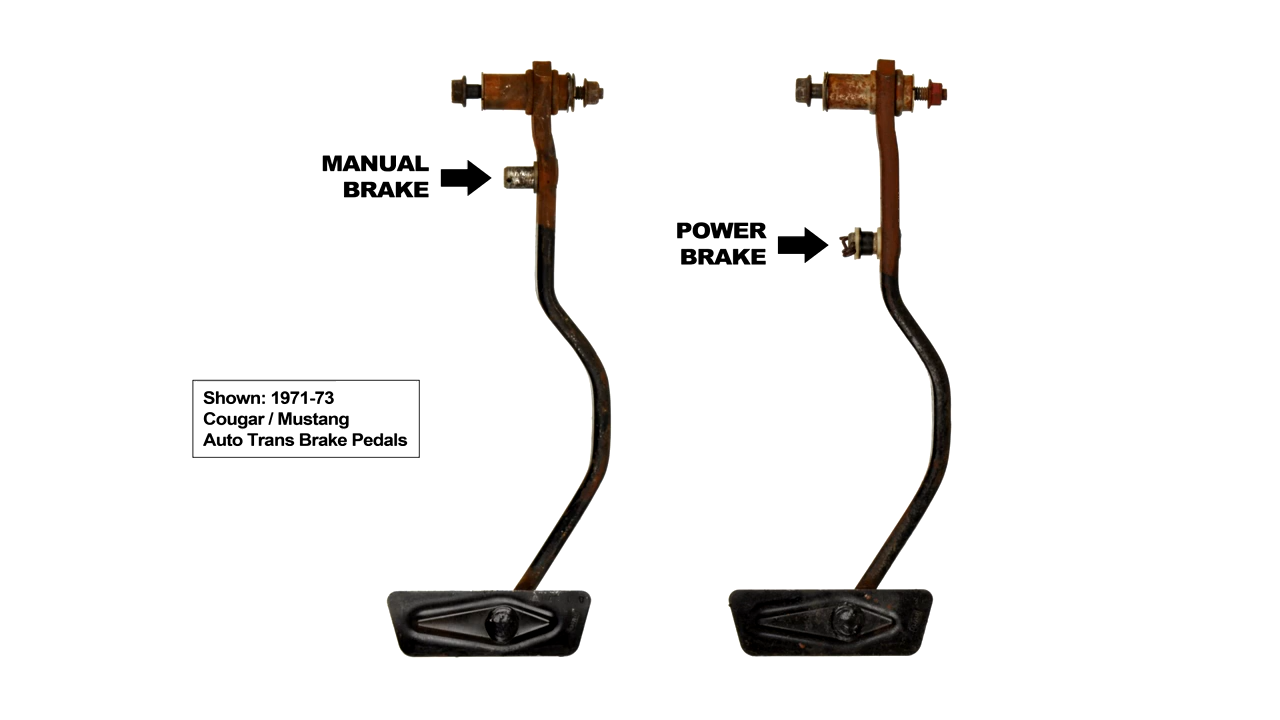 MANUAL
BRAKE
POWER
BRAKE
Shown: 1971-73
Cougar / Mustang
Auto Trans Brake Pedals